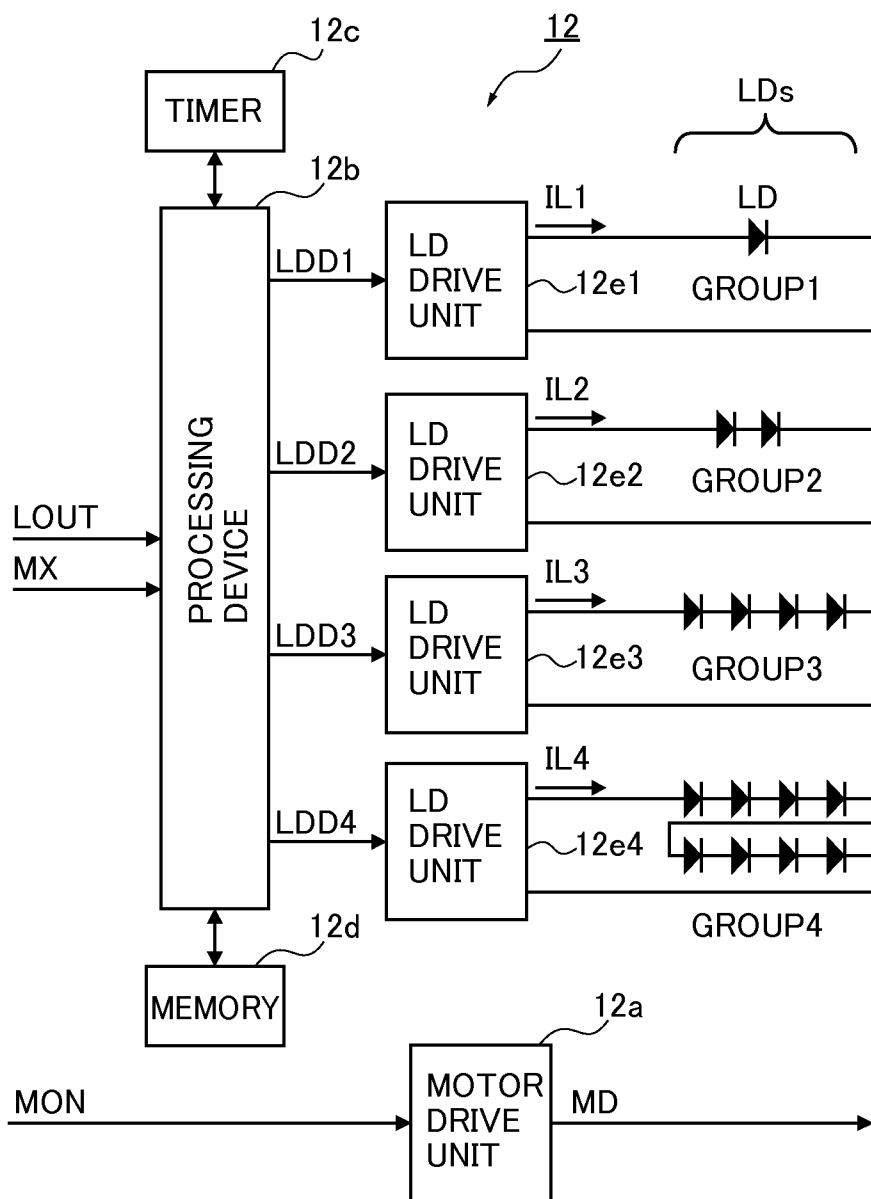 12c
12
TIMER
LDs
12b
IL1
LD
LDD1
LD
DRIVE
UNIT
12e1
GROUP1
IL2
LDD2
LD
DRIVE
UNIT
12e2
GROUP2
LOUT
MX
PROCESSING
DEVICE
IL3
LDD3
LD
DRIVE
UNIT
12e3
GROUP3
IL4
LDD4
LD
DRIVE
UNIT
12e4
GROUP4
12d
MEMORY
12a
MON
MOTOR
DRIVE
UNIT
MD